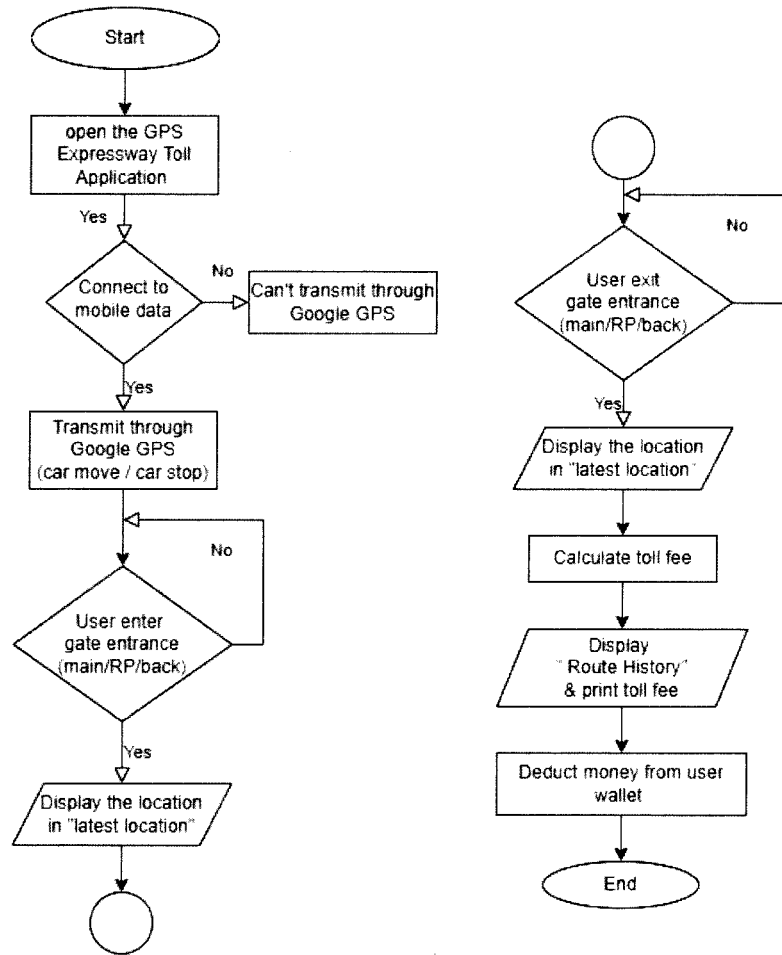 Start
open the GPS
Expressway Toll
Application
Yes
Connect to
mobile data
No
Can't transmit through
Google GPS
Yes
Transmit through
Google GPS
(car move / car stop)
No
User enter
gate entrance
(main/RP/back)
Yes
Display the location
in "latest location"
No
User exit
gate entrance
(main/RP/back)
Yes
Display the location
in "latest location"
Calculate toll fee
Display
" Route History"
& print toll fee
Deduct money from user
wallet
End